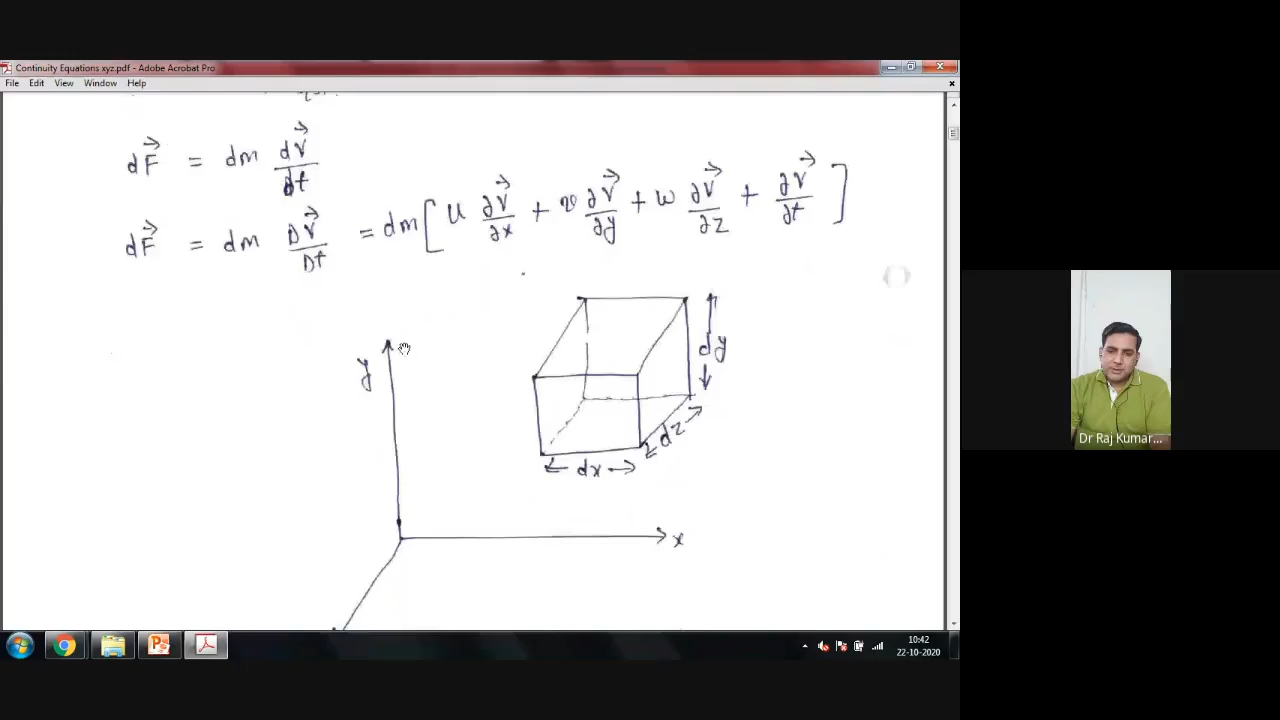 Continuity Equations xyz.pdf - Adobe Acrobat Pro
File Edit View Window Help
dF⃗ = dm dV⃗/dt
dF⃗ = dm DV⃗/Dt = dm [ u ∂V⃗/∂x + v ∂V⃗/∂y + w ∂V⃗/∂z + ∂V⃗/∂t ]
y
dy
dz
dx
x
Dr Raj Kumar...
10:42
22-10-2020